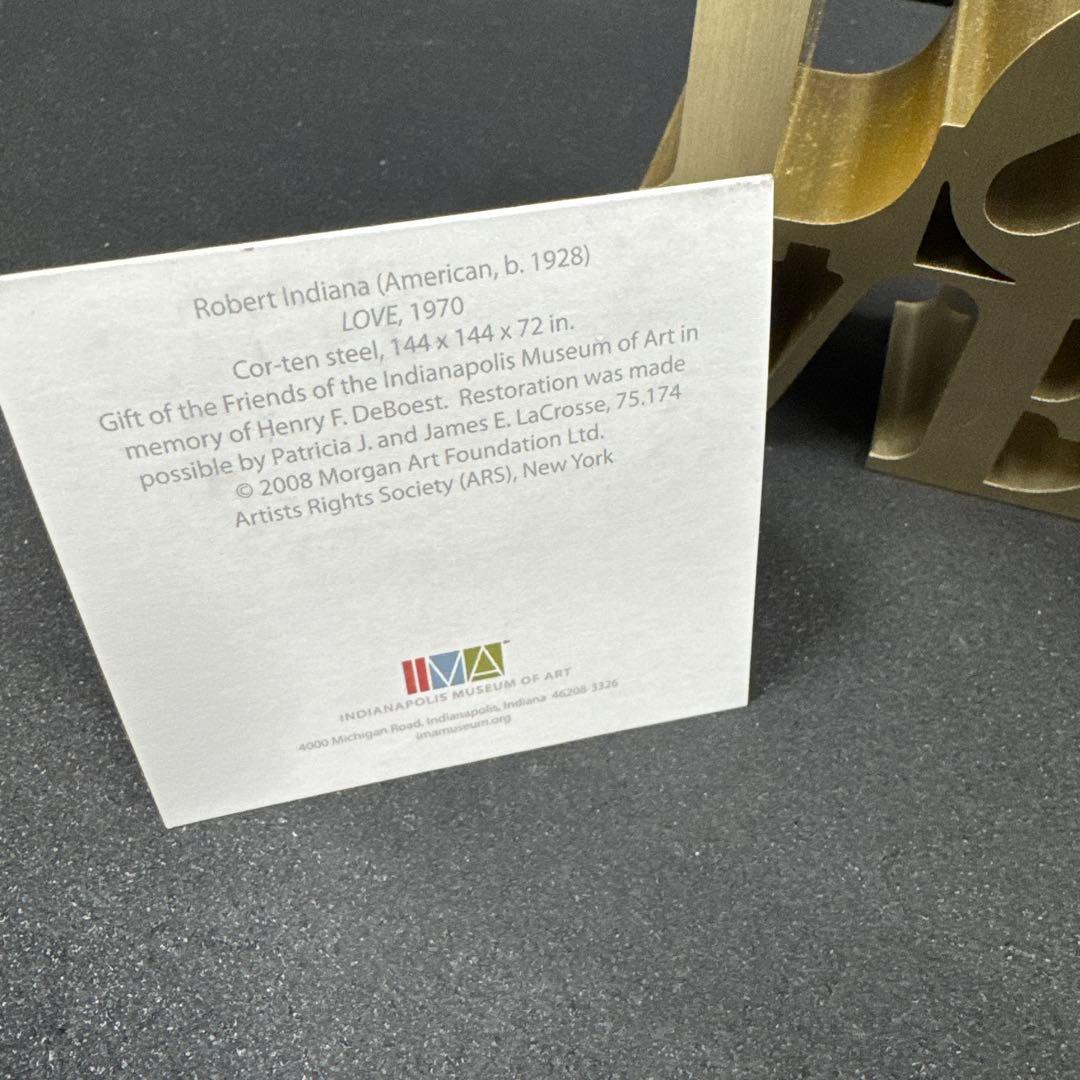 Robert Indiana (American, b. 1928)
LOVE, 1970
Cor-ten steel, 144 x 144 x 72 in.
Gift of the Friends of the Indianapolis Museum of Art in
memory of Henry F. DeBoest. Restoration was made
possible by Patricia J. and James E. LaCrosse, 75.174
© 2008 Morgan Art Foundation Ltd.
Artists Rights Society (ARS), New York
IMA
INDIANAPOLIS MUSEUM OF ART
4000 Michigan Road, Indianapolis, Indiana 46208-3326
imamuseum.org